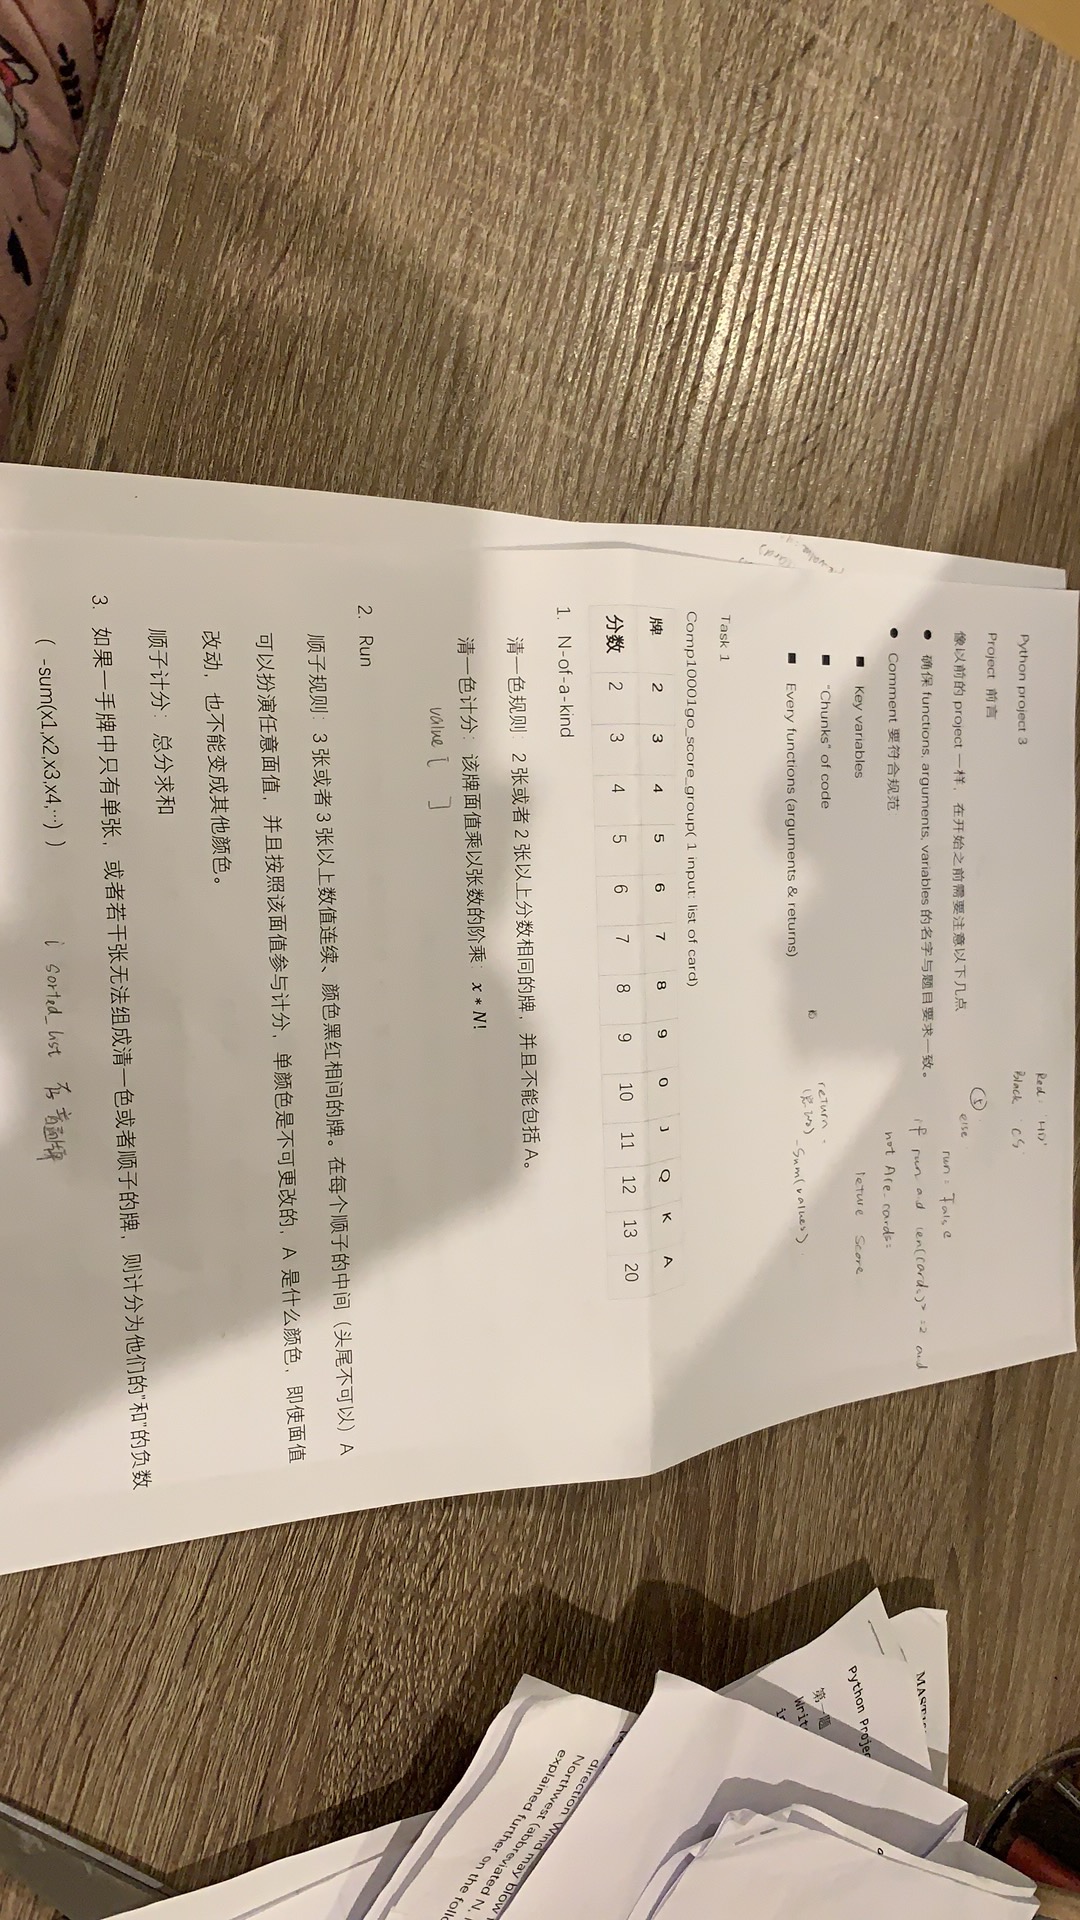 Python project 3
Project 前言
像以前的 project 一样，在开始之前需要注意以下几点
● 确保 functions, arguments, variables 的名字与题目要求一致。
● Comment 要符合规范
■ Key variables
■ “Chunks” of code
■ Every functions (arguments & returns)
Red: 'HD'
Black 'CS'
⑤
else
run = False
if run and len(cards) >=2 and
not Ace_cards:
return
-Sum(values)
Score
Task 1
Comp10001go_score_group( 1 input: list of card)
牌 2 3 4 5 6 7 8 9 0 J Q K A
分数 2 3 4 5 6 7 8 9 10 11 12 13 20
1. N-of-a-kind
清一色规则：2 张或者 2 张以上分数相同的牌，并且不能包括 A。
清一色计分：该牌面值乘以张数的阶乘：x * N!
value [ ]
2. Run
顺子规则：3 张或者 3 张以上数值连续、颜色黑红相间的牌。在每个顺子的中间（头尾不可以）A
可以扮演任意面值，并且按照该面值参与计分，单颜色是不可更改的，A 是什么颜色，即使面值
改动，也不能变成其他颜色。
顺子计分：总分求和
3. 如果一手牌中只有单张，或者若干张无法组成清一色或者顺子的牌，则计分为他们的”和”的负数
( -sum(x1,x2,x3,x4,…) )
i sorted_list 存普通牌
Python Projec
第一题
Writ
direction. Wind may blow
Northwest (abbreviated N,
explained further on the follo